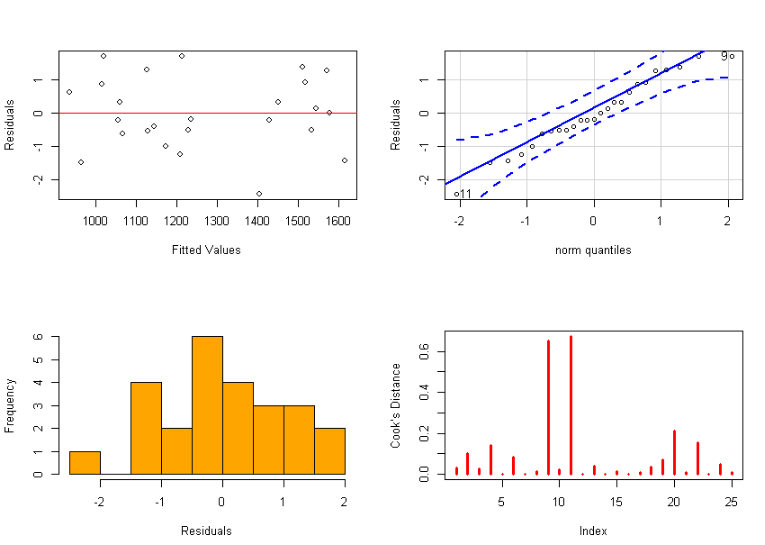 Residuals
1
0
-1
-2
1000 1100 1200 1300 1400 1500 1600
Fitted Values
Residuals
1
0
-1
-2
9
11
-2 -1 0 1 2
norm quantiles
Frequency
6
5
4
3
2
1
0
-2 -1 0 1 2
Residuals
Cook's Distance
0.6
0.4
0.2
0.0
5 10 15 20 25
Index